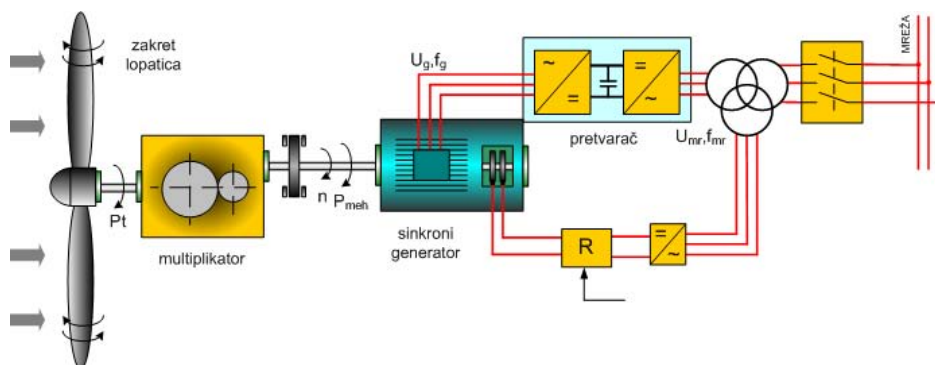 zakret
lopatica
Pt
multiplikator
n
Pmeh
Ug,fg
sinkroni
generator
~
=
=
~
pretvarač
Umr,fmr
R
=
~
MREŽA